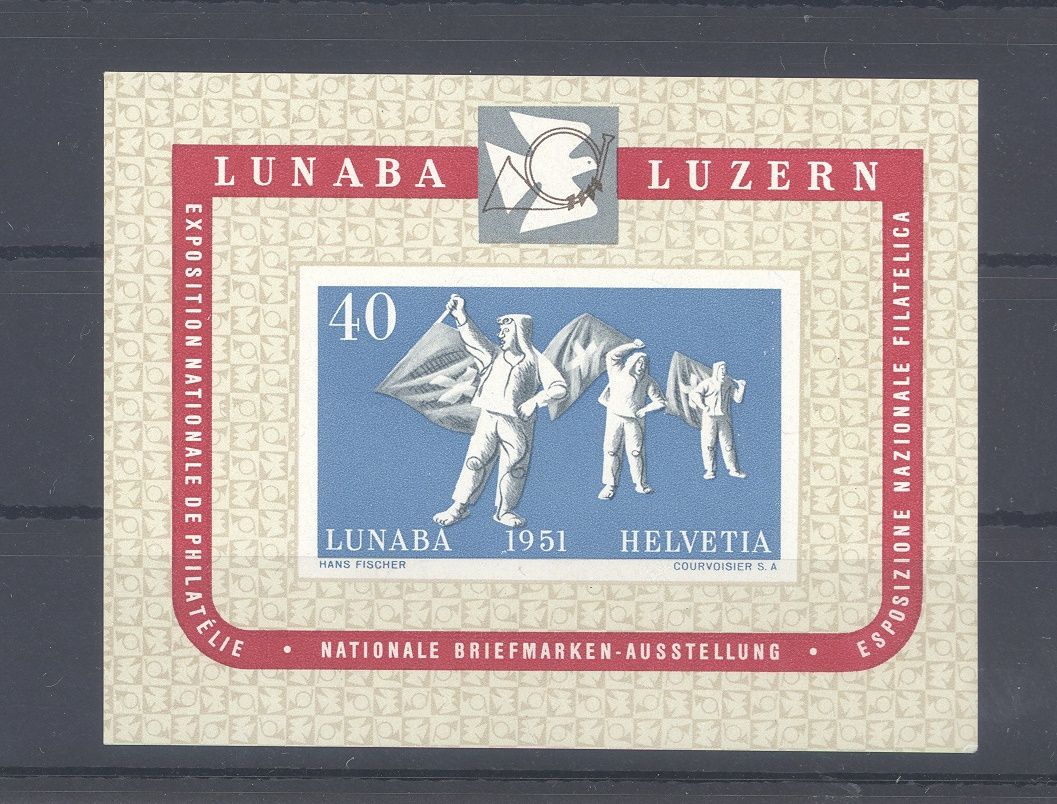 LUNABA LUZERN
EXPOSITION NATIONALE DE PHILATÉLIE
40
LUNABA 1951 HELVETIA
HANS FISCHER COURVOISIER S. A
• NATIONALE BRIEFMARKEN-AUSSTELLUNG •
ESPOSIZIONE NAZIONALE FILATELICA